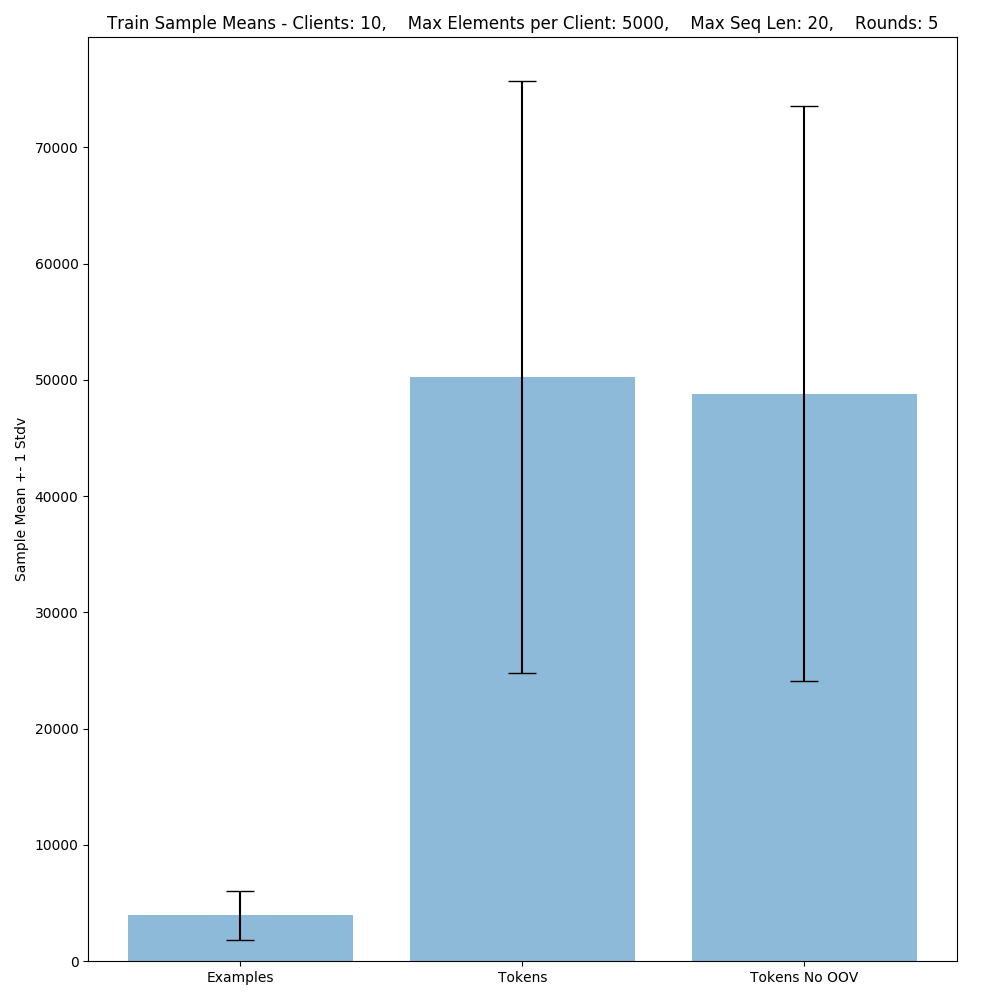 Train Sample Means - Clients: 10,    Max Elements per Client: 5000,    Max Seq Len: 20,    Rounds: 5
Sample Mean +- 1 Stdv
70000
60000
50000
40000
30000
20000
10000
0
Examples
Tokens
Tokens No OOV